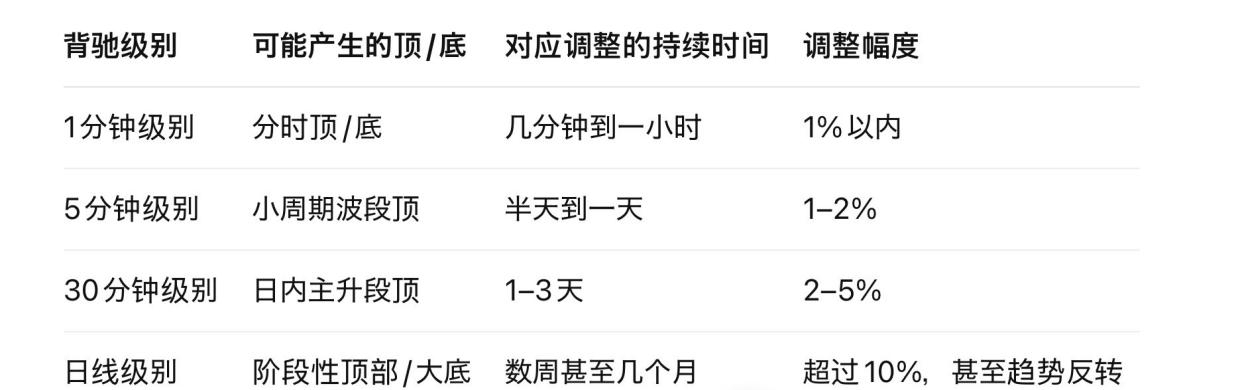 背驰级别 可能产生的顶/底 对应调整的持续时间 调整幅度
1分钟级别 分时顶/底 几分钟到一小时 1%以内
5分钟级别 小周期波段顶 半天到一天 1–2%
30分钟级别 日内主升段顶 1–3天 2–5%
日线级别 阶段性顶部/大底 数周甚至几个月 超过10%，甚至趋势反转